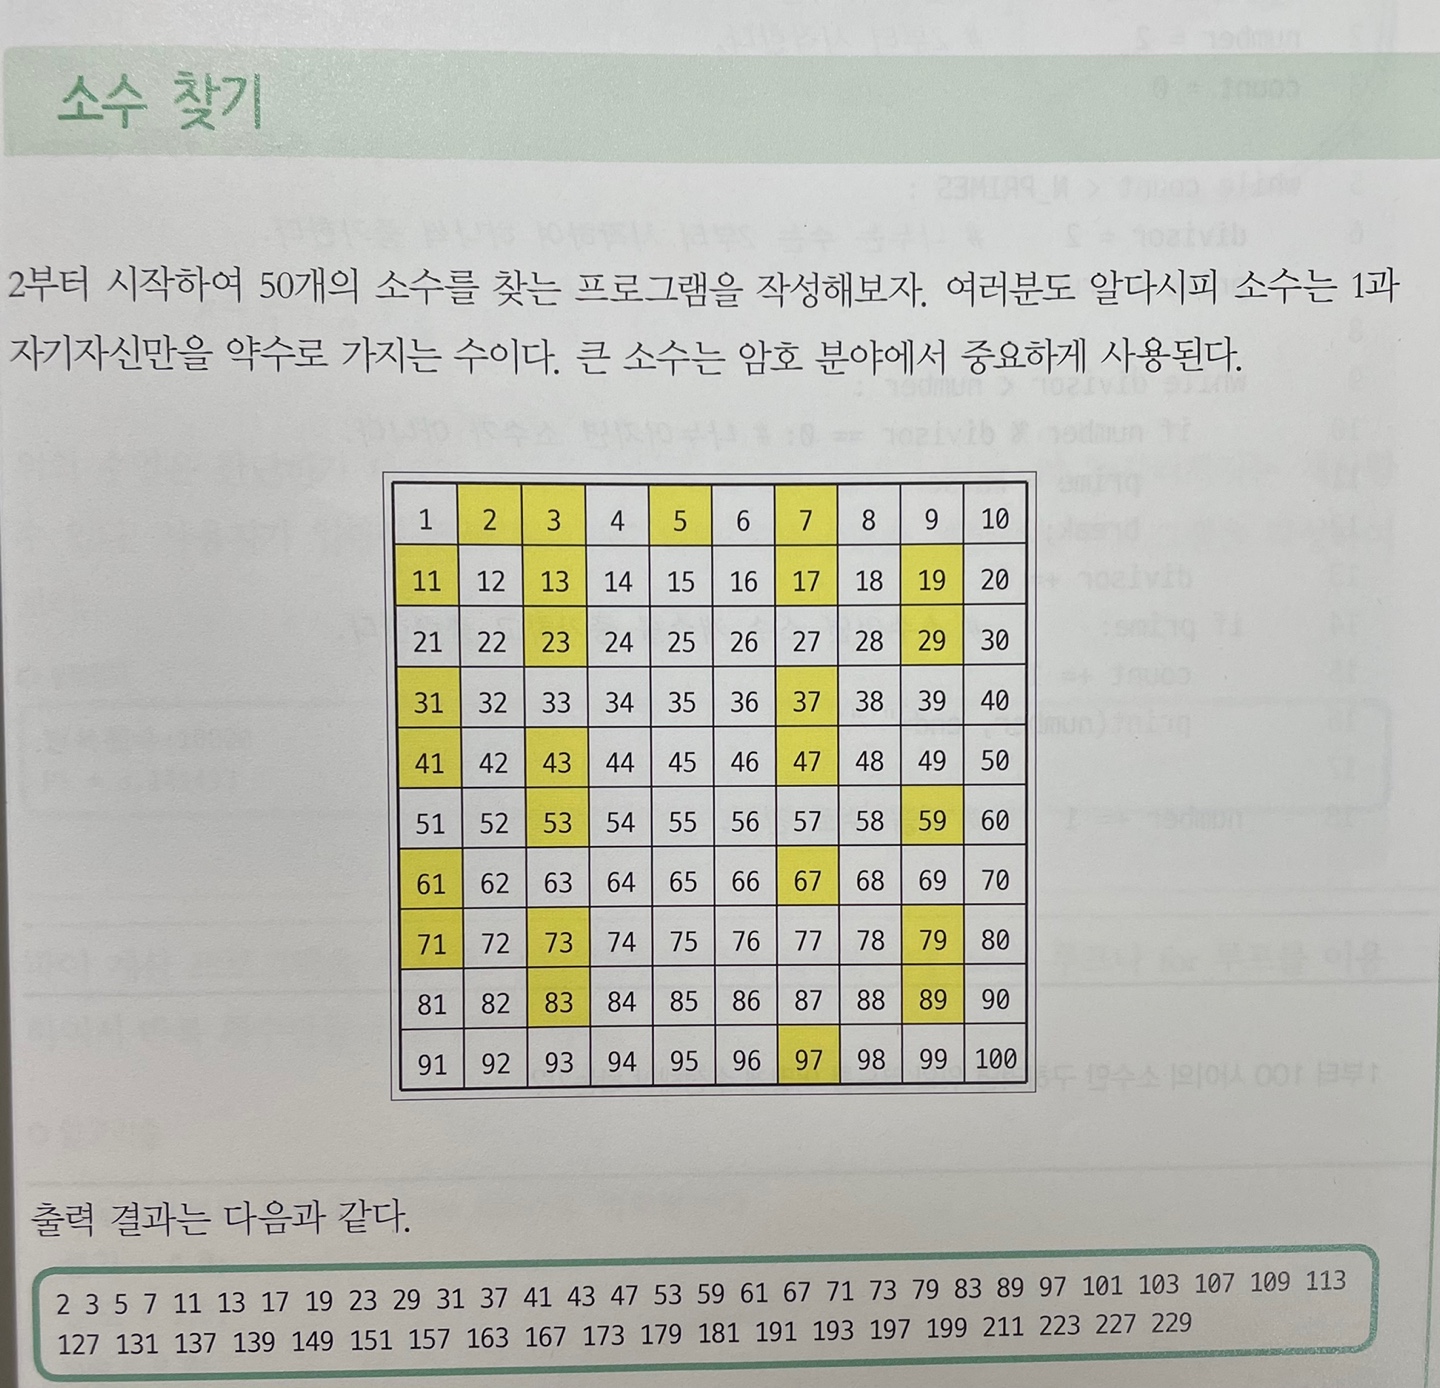 소수 찾기
2부터 시작하여 50개의 소수를 찾는 프로그램을 작성해보자. 여러분도 알다시피 소수는 1과
자기자신만을 약수로 가지는 수이다. 큰 소수는 암호 분야에서 중요하게 사용된다.
1 2 3 4 5 6 7 8 9 10
11 12 13 14 15 16 17 18 19 20
21 22 23 24 25 26 27 28 29 30
31 32 33 34 35 36 37 38 39 40
41 42 43 44 45 46 47 48 49 50
51 52 53 54 55 56 57 58 59 60
61 62 63 64 65 66 67 68 69 70
71 72 73 74 75 76 77 78 79 80
81 82 83 84 85 86 87 88 89 90
91 92 93 94 95 96 97 98 99 100
출력 결과는 다음과 같다.
2 3 5 7 11 13 17 19 23 29 31 37 41 43 47 53 59 61 67 71 73 79 83 89 97 101 103 107 109 113
127 131 137 139 149 151 157 163 167 173 179 181 191 193 197 199 211 223 227 229